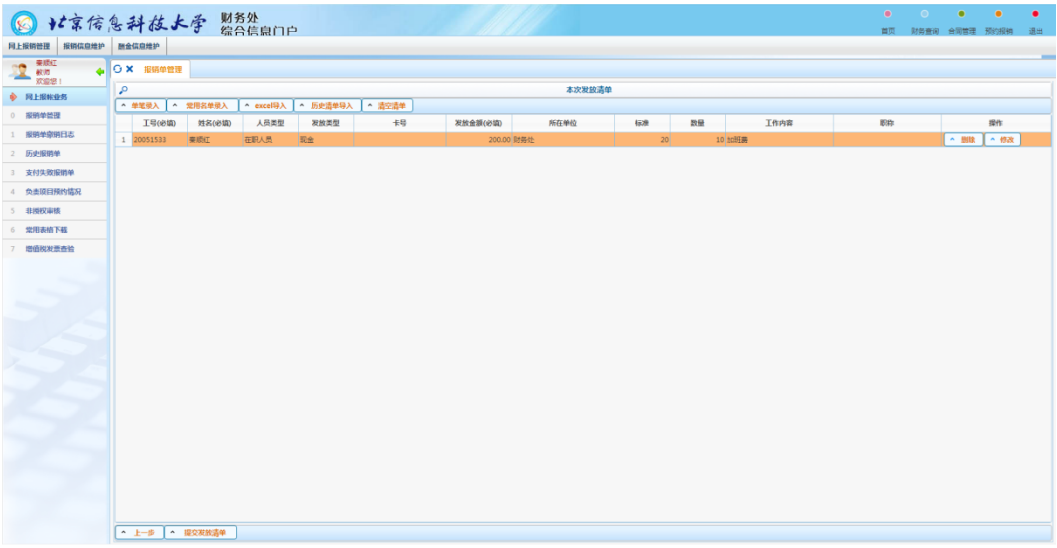 北京信息科技大学 财务处
综合信息门户
首页 财务查询 合同管理 预约报销 退出
网上报销管理 报销信息维护 酬金信息维护
秦顺红
教师
欢迎您!
报销单管理
网上报帐业务
0 报销单管理
1 报销单撤销日志
2 历史报销单
3 支付失败报销单
4 负责项目预约情况
5 非授权审核
6 常用表格下载
7 增值税发票查验
本次发放清单
单笔录入 常用名单录入 excel导入 历史清单导入 清空清单
工号(必填) 姓名(必填) 人员类型 发放类型 卡号 发放金额(必填) 所在单位 标准 数量 工作内容 职称 操作
1 20051533 秦顺红 在职人员 现金 200.00 财务处 20 10 加班费 删除 修改
上一步 提交发放清单